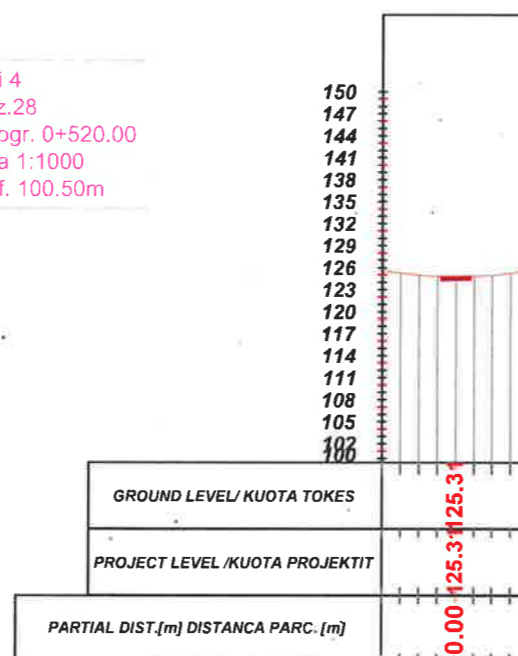 i 4
z.28
ogr. 0+520.00
a 1:1000
f. 100.50m
150
147
144
141
138
135
132
129
126
123
120
117
114
111
108
105
102
100
GROUND LEVEL/ KUOTA TOKES
125.31
PROJECT LEVEL /KUOTA PROJEKTIT
125.31
PARTIAL DIST.[m] DISTANCA PARC. [m]
0.00